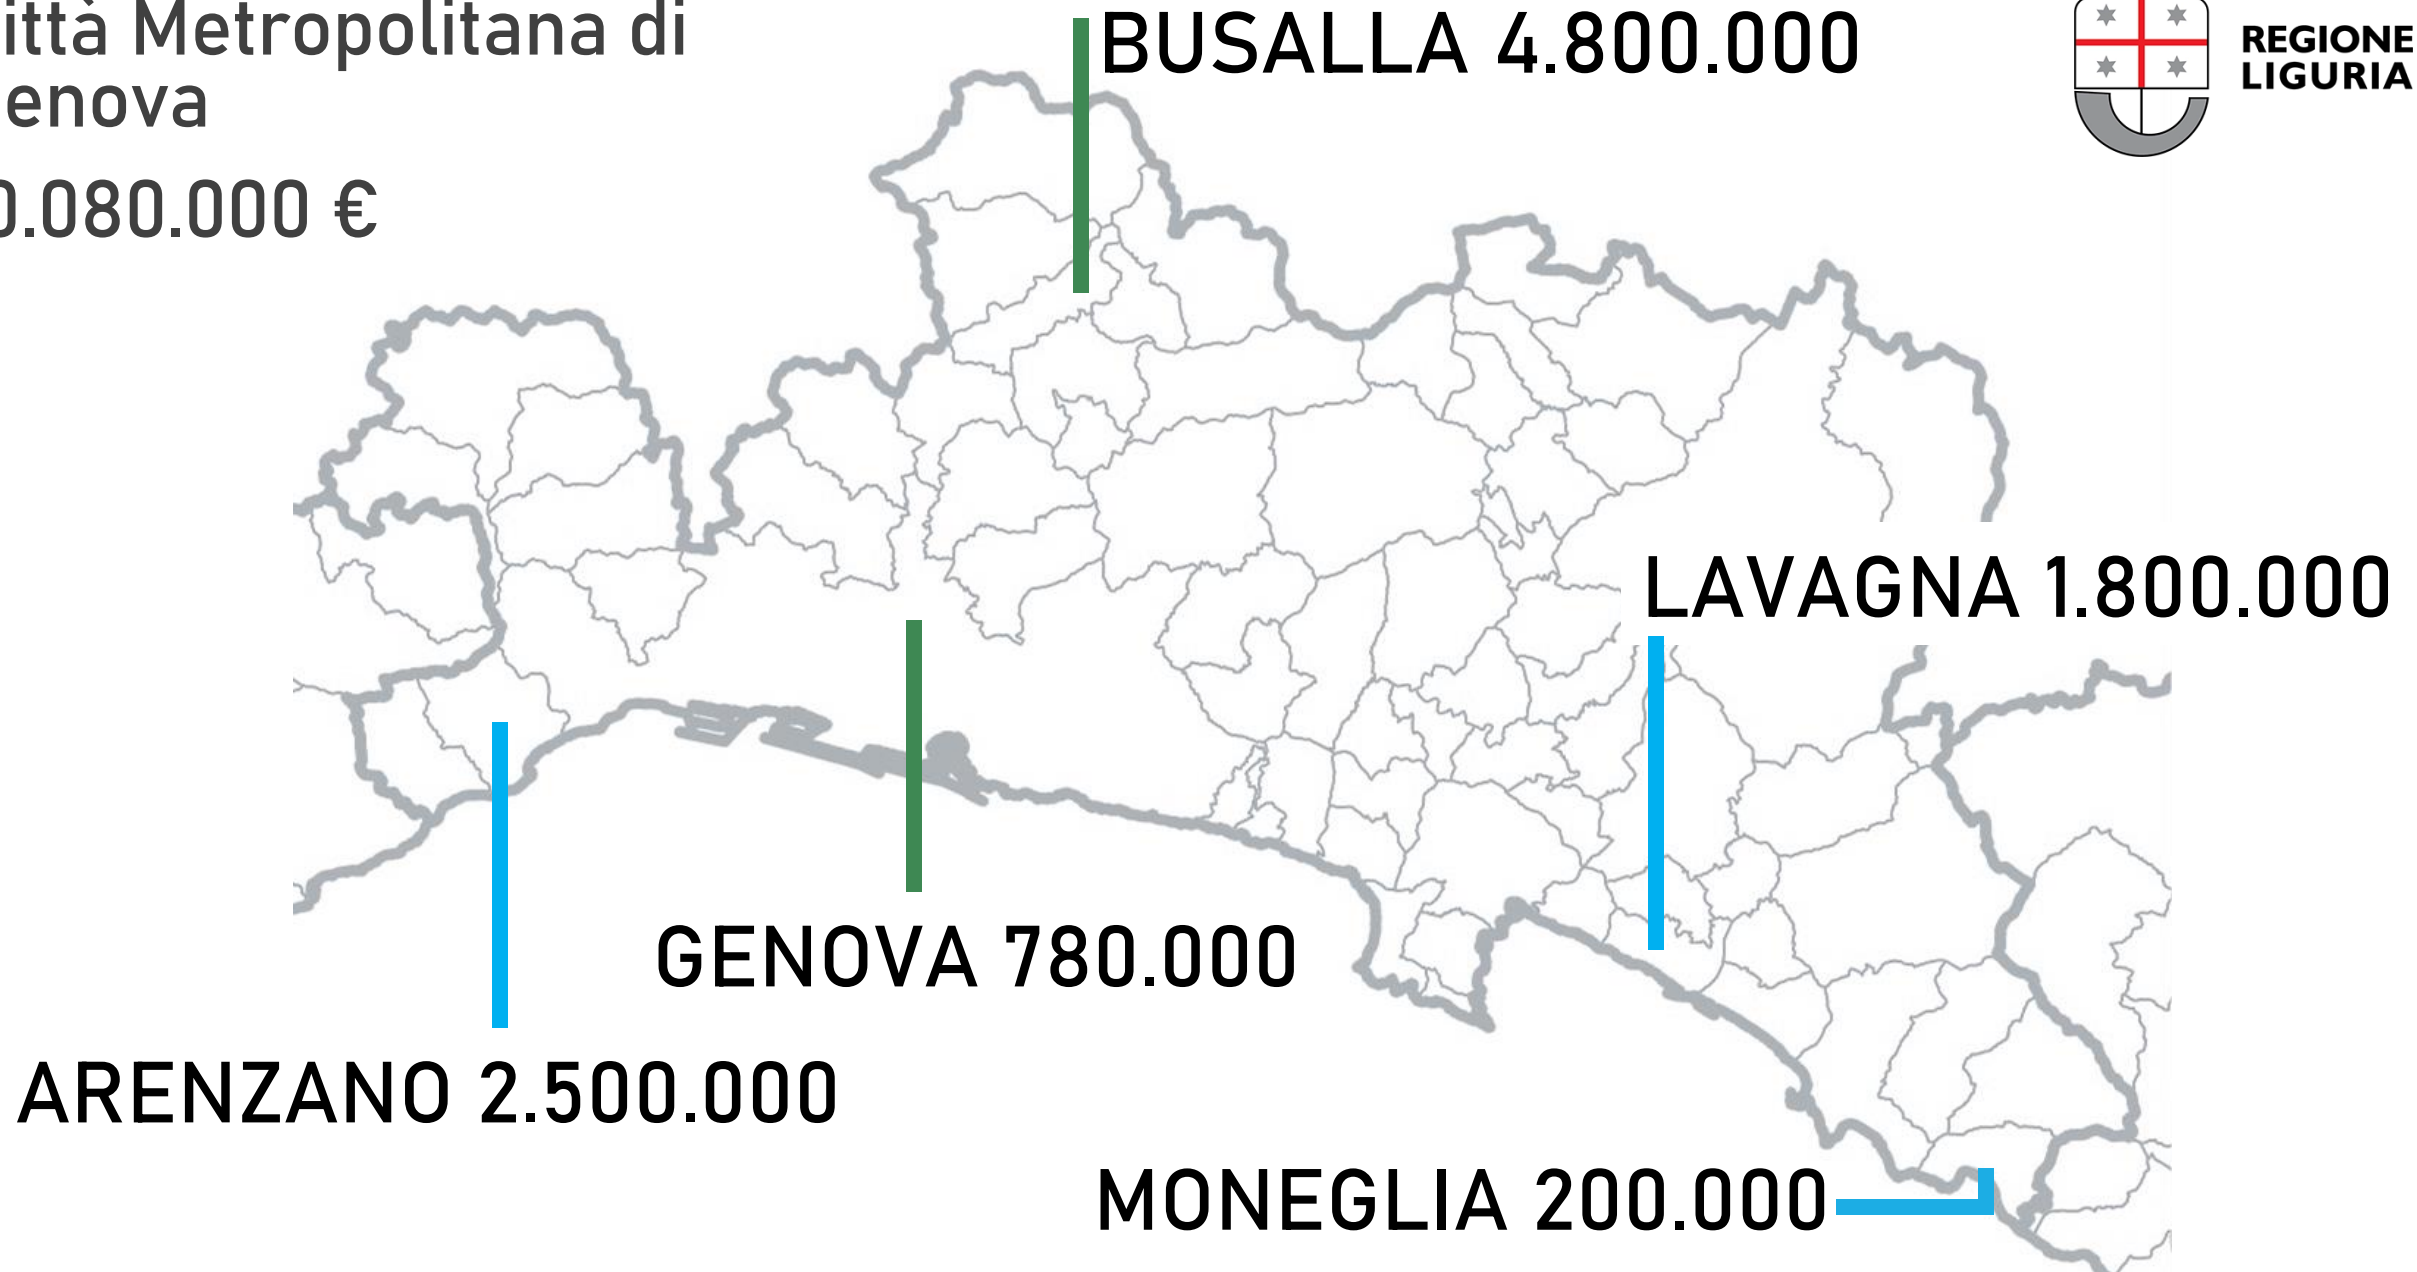 ittà Metropolitana di
enova
0.080.000 €
BUSALLA 4.800.000
REGIONE
LIGURIA
LAVAGNA 1.800.000
GENOVA 780.000
ARENZANO 2.500.000
MONEGLIA 200.000